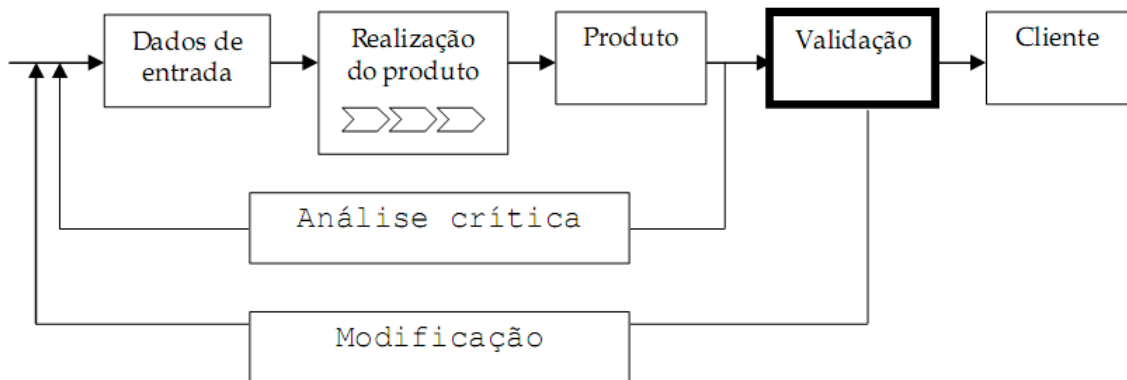 Dados de
entrada
Realização
do produto
Produto
Validação
Cliente
Análise crítica
Modificação